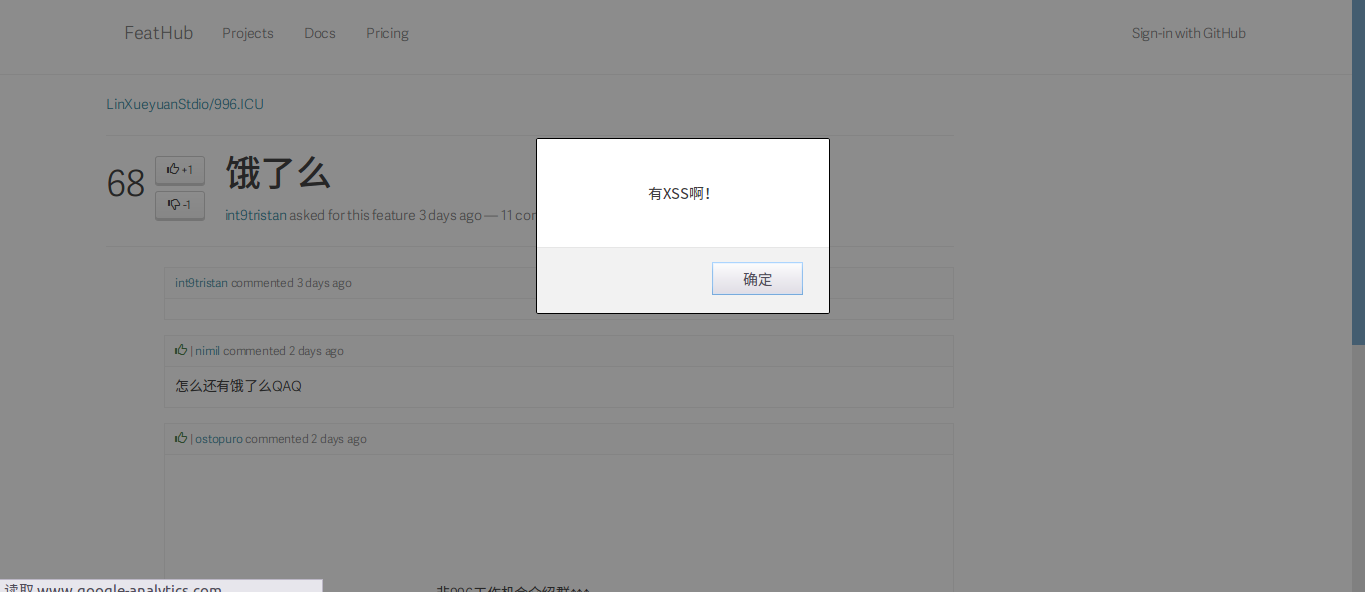 FeatHub Projects Docs Pricing Sign-in with GitHub
LinXueyuanStdio/996.ICU
68
+1
-1
饿了么
int9tristan asked for this feature 3 days ago — 11 cor
有XSS啊!
确定
int9tristan commented 3 days ago
| nimil commented 2 days ago
怎么还有饿了么QAQ
| ostopuro commented 2 days ago
读取 www.google-analytics.com